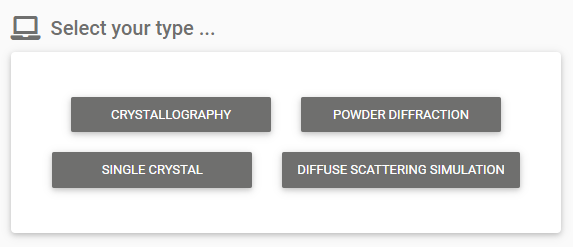 Select your type ...
CRYSTALLOGRAPHY
POWDER DIFFRACTION
SINGLE CRYSTAL
DIFFUSE SCATTERING SIMULATION